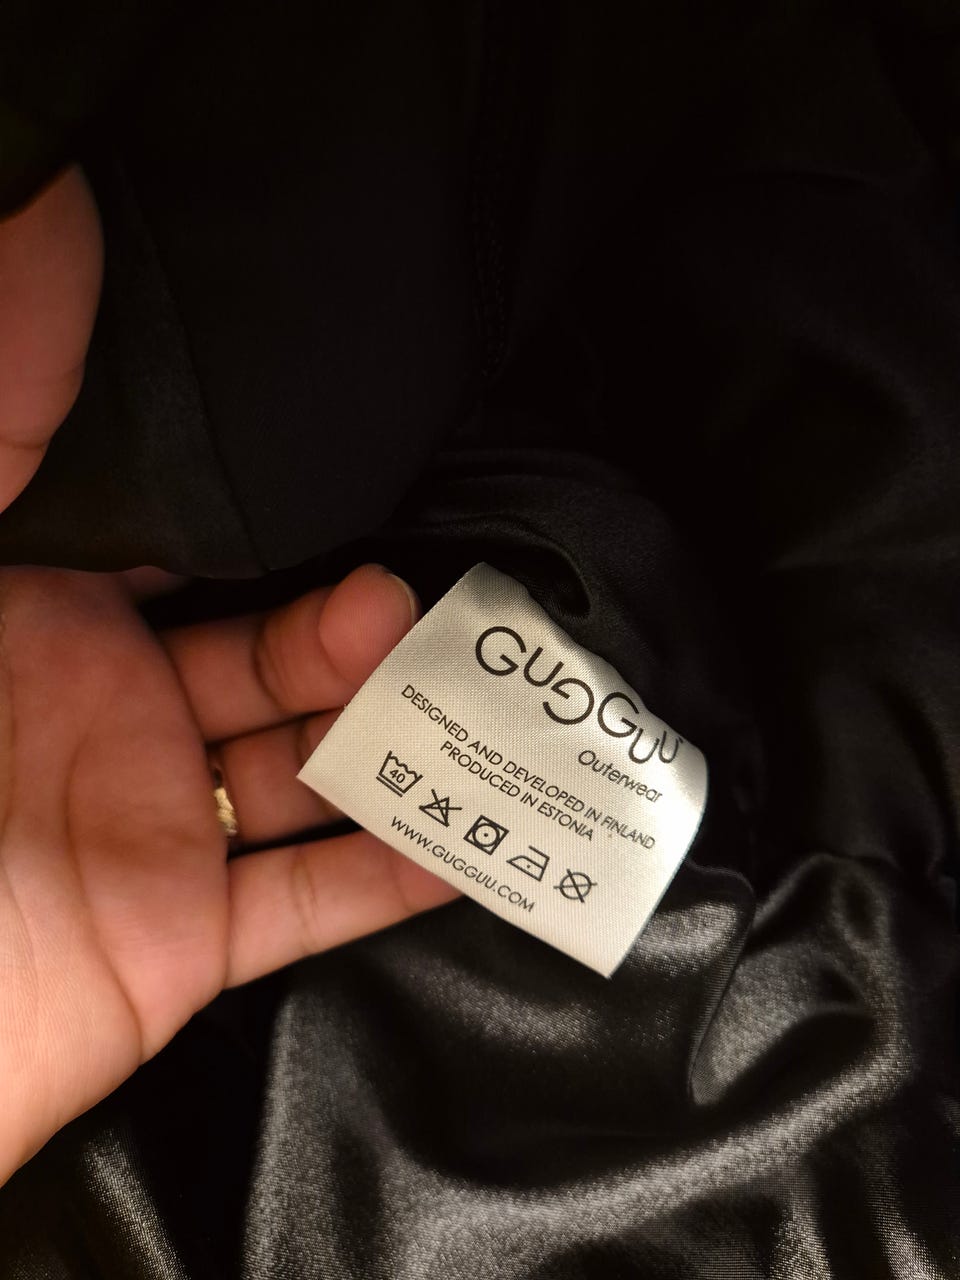 GUGGUU
Outerwear
DESIGNED AND DEVELOPED IN FINLAND
PRODUCED IN ESTONIA
40
WWW.GUGGUU.COM